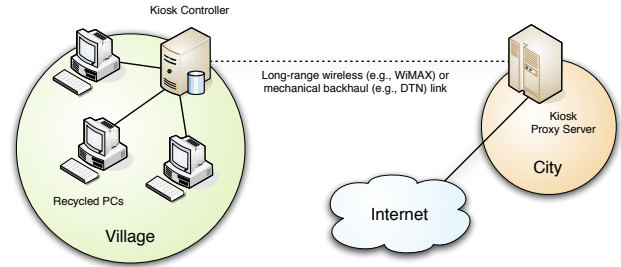 Kiosk Controller
Long-range wireless (e.g., WiMAX) or
mechanical backhaul (e.g., DTN) link
Kiosk
Proxy Server
City
Recycled PCs
Internet
Village